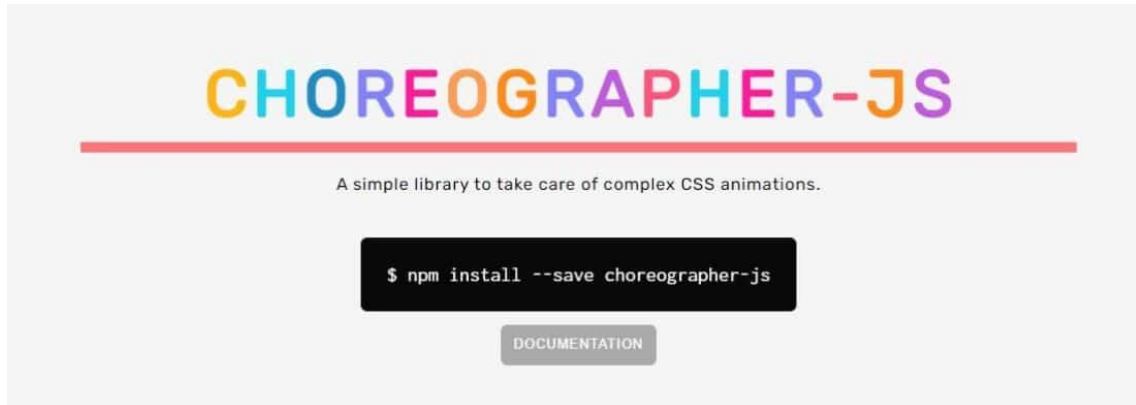 CHOREOGRAPHER-JS
A simple library to take care of complex CSS animations.
$ npm install --save choreographer-js
DOCUMENTATION